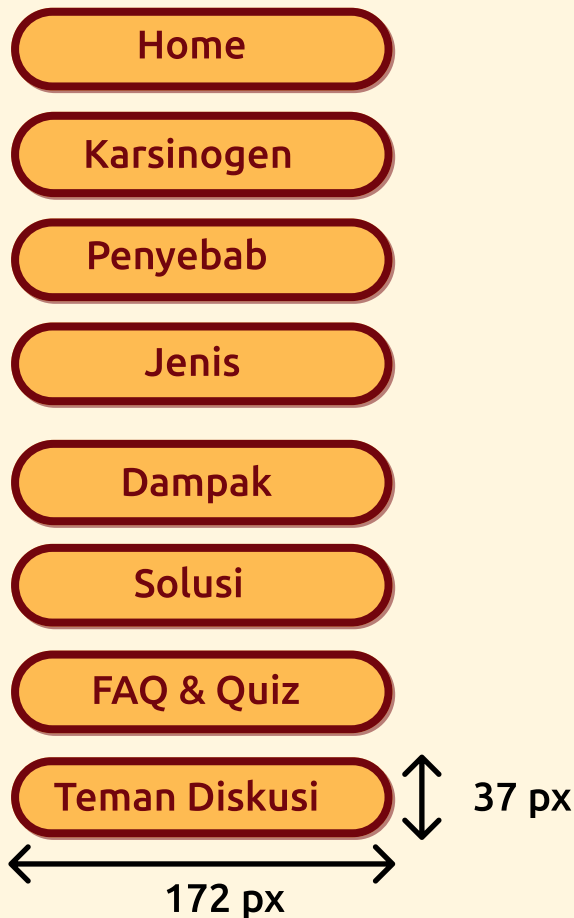 Home
Karsinogen
Penyebab
Jenis
Dampak
Solusi
FAQ & Quiz
Teman Diskusi
37 px
172 px